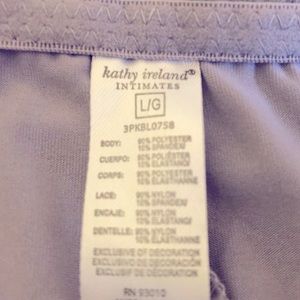 kathy ireland®
INTIMATES
L/G
3PKBL0758
BODY: 90% POLYESTER
10% SPANDEX
CUERPO: 90% POLIÉSTER
10% ELASTANO
CORPS: 90% POLYESTER
10% ÉLASTHANNE
LACE: 90% NYLON
10% SPANDEX
ENCAJE: 90% NYLON
10% ELASTANO
DENTELLE: 90% NYLON
10% ÉLASTHANNE
EXCLUSIVE OF DECORATION
EXCLUSIVO DE DECORACIÓN
EXCLUSIF DE DÉCORATION
RN 93010